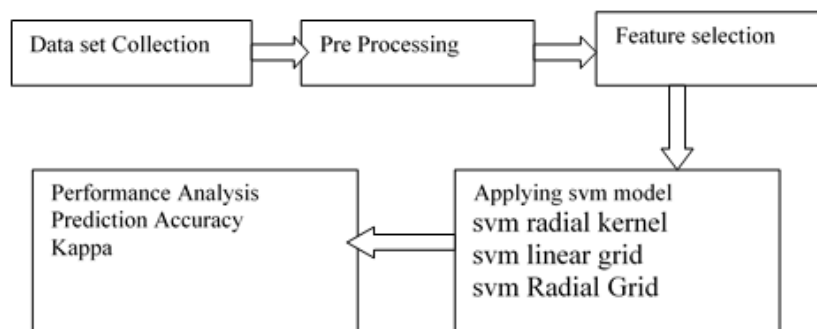 Data set Collection
Pre Processing
Feature selection
Applying svm model
svm radial kernel
svm linear grid
svm Radial Grid
Performance Analysis
Prediction Accuracy
Kappa